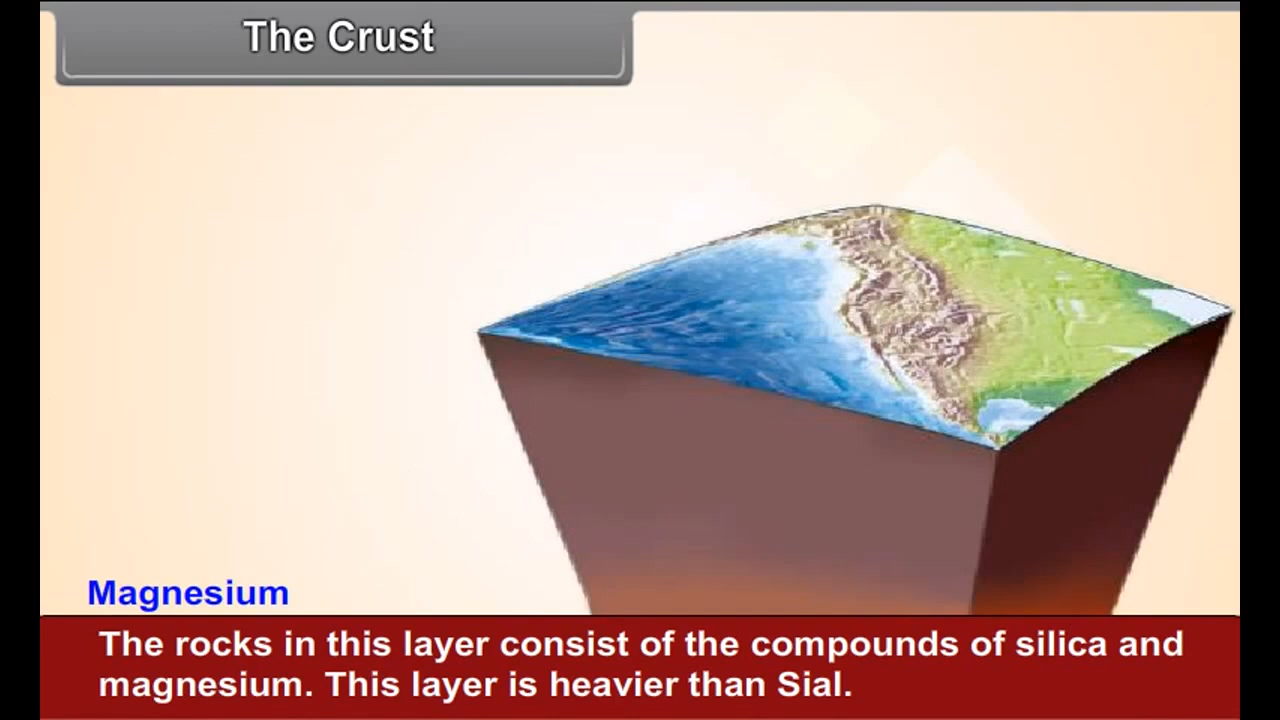 The Crust
Magnesium
The rocks in this layer consist of the compounds of silica and
magnesium. This layer is heavier than Sial.